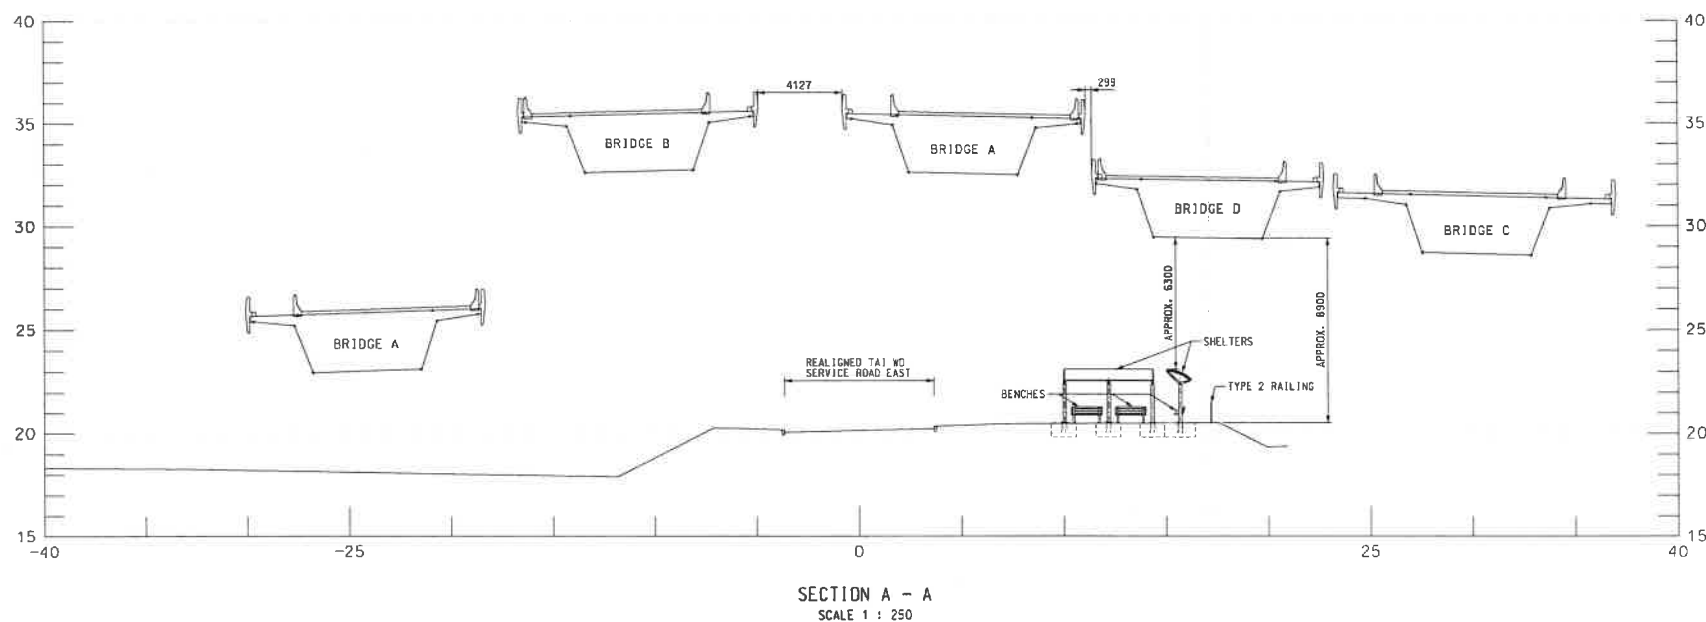 40
40
4127
299
35
35
BRIDGE B
BRIDGE A
BRIDGE D
BRIDGE C
30
30
APPROX. 6300
APPROX. 8900
25
25
BRIDGE A
SHELTERS
REALIGNED TAI WO
SERVICE ROAD EAST
BENCHES
TYPE 2 RAILING
20
20
15
15
-40
-25
0
25
40
SECTION A - A
SCALE 1 : 250